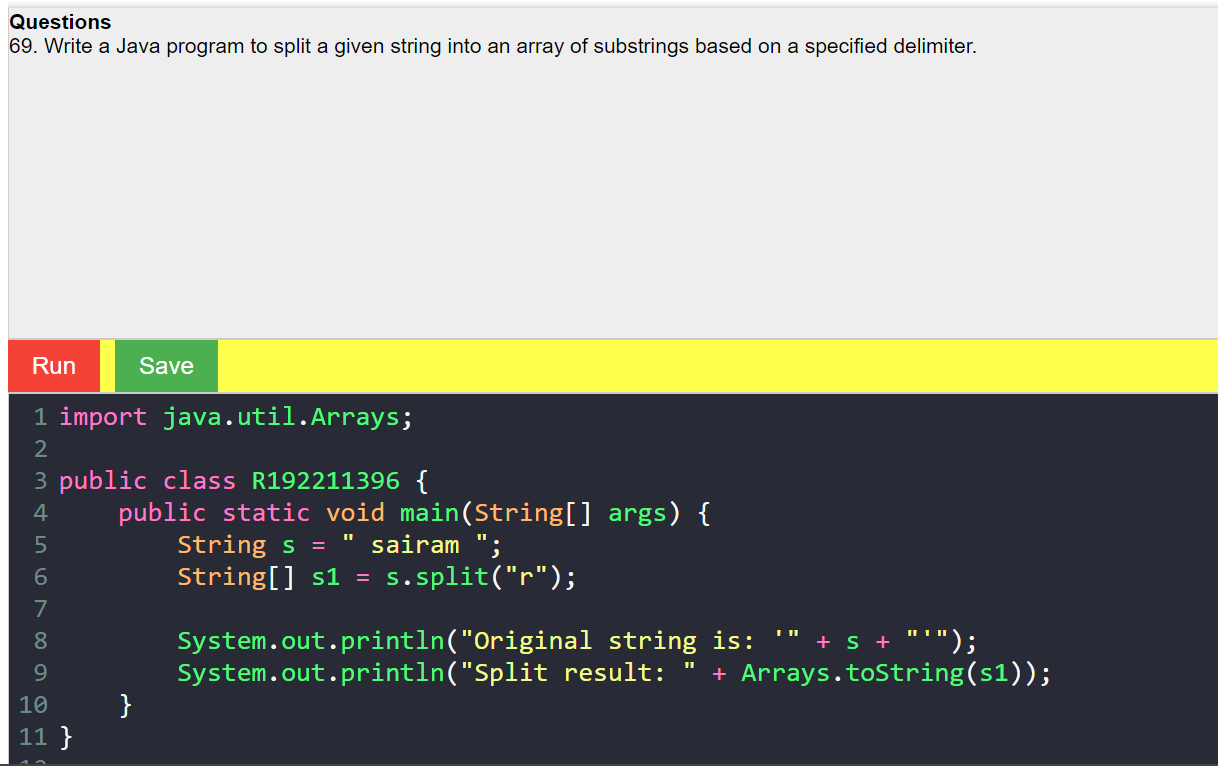 Questions
69. Write a Java program to split a given string into an array of substrings based on a specified delimiter.
Run Save
1 import java.util.Arrays;
2
3 public class R192211396 {
4     public static void main(String[] args) {
5         String s = " sairam ";
6         String[] s1 = s.split("r");
7
8         System.out.println("Original string is: '" + s + "'");
9         System.out.println("Split result: " + Arrays.toString(s1));
10     }
11 }